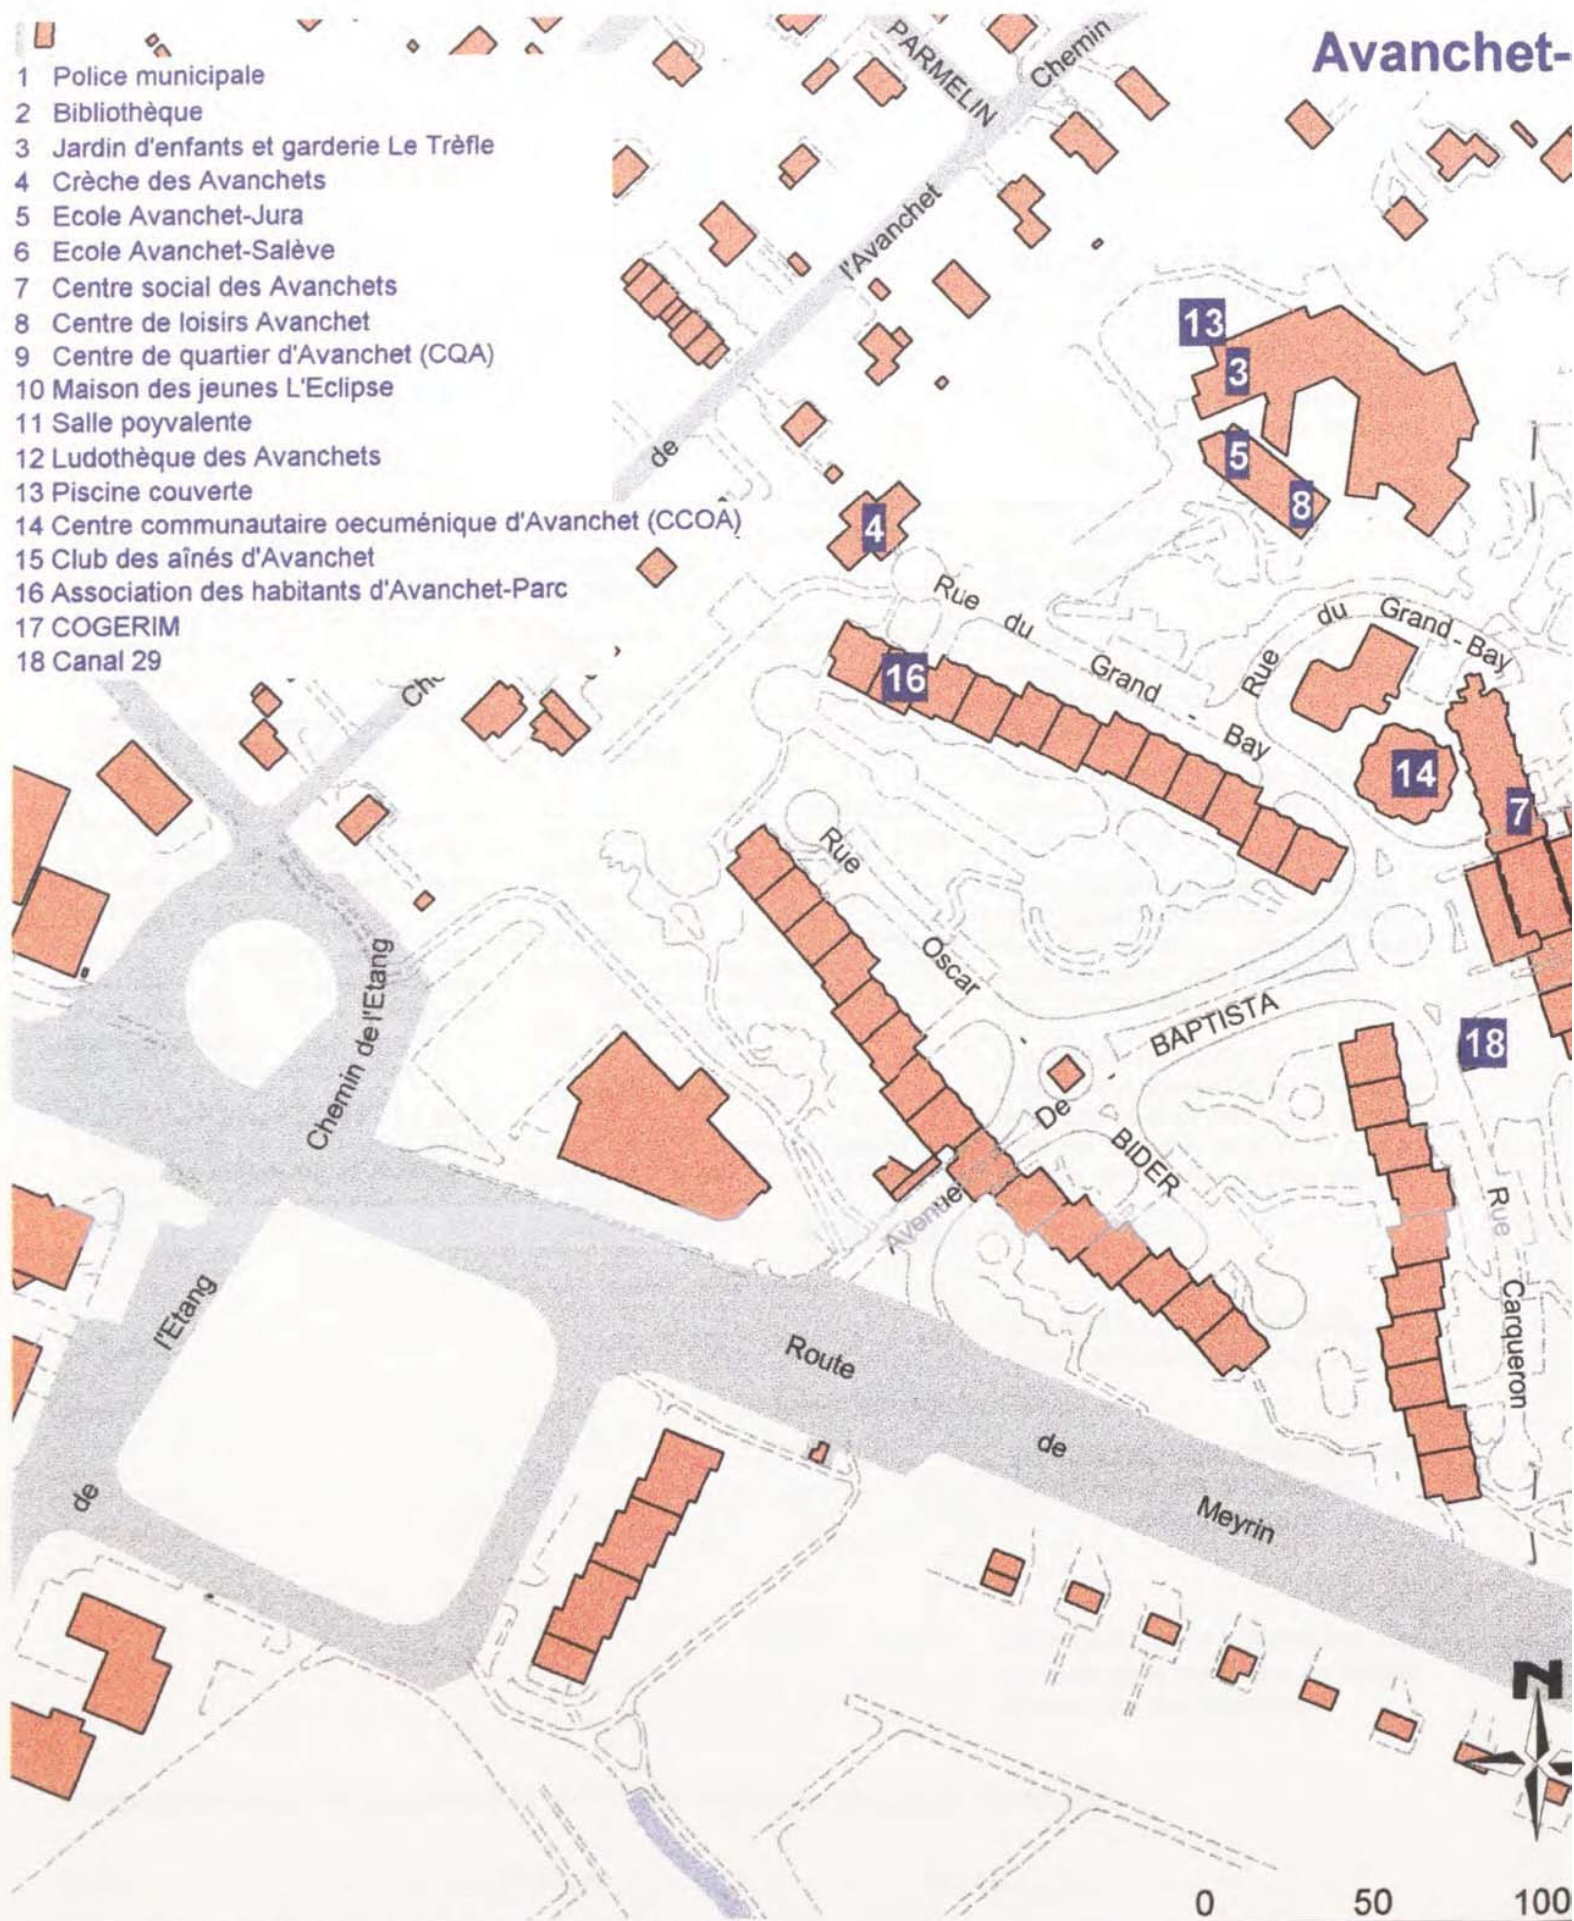 Avanchet-
1 Police municipale
2 Bibliothèque
3 Jardin d'enfants et garderie Le Trèfle
4 Crèche des Avanchets
5 Ecole Avanchet-Jura
6 Ecole Avanchet-Salève
7 Centre social des Avanchets
8 Centre de loisirs Avanchet
9 Centre de quartier d'Avanchet (CQA)
10 Maison des jeunes L'Eclipse
11 Salle poyvalente
12 Ludothèque des Avanchets
13 Piscine couverte
14 Centre communautaire oecuménique d'Avanchet (CCOA)
15 Club des aînés d'Avanchet
16 Association des habitants d'Avanchet-Parc
17 COGERIM
18 Canal 29
PARMELIN
Chemin
de
l'Avanchet
13
3
5
8
4
Rue du Grand - Bay
Rue du Grand - Bay
16
14
7
Rue Oscar - BIDER
Avenue De - BAPTISTA
18
Rue Carqueron
Chemin de l'Etang
de l'Etang
Route de Meyrin
N
0 50 100